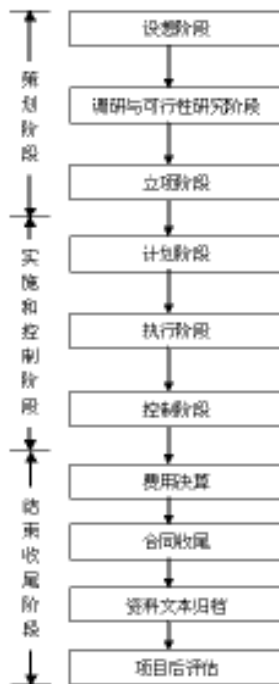 设想阶段
调研与可行性研究阶段
立项阶段
计划阶段
执行阶段
控制阶段
费用决算
合同收尾
资料文本归档
项目后评估
策划阶段
实施和控制阶段
结束收尾阶段